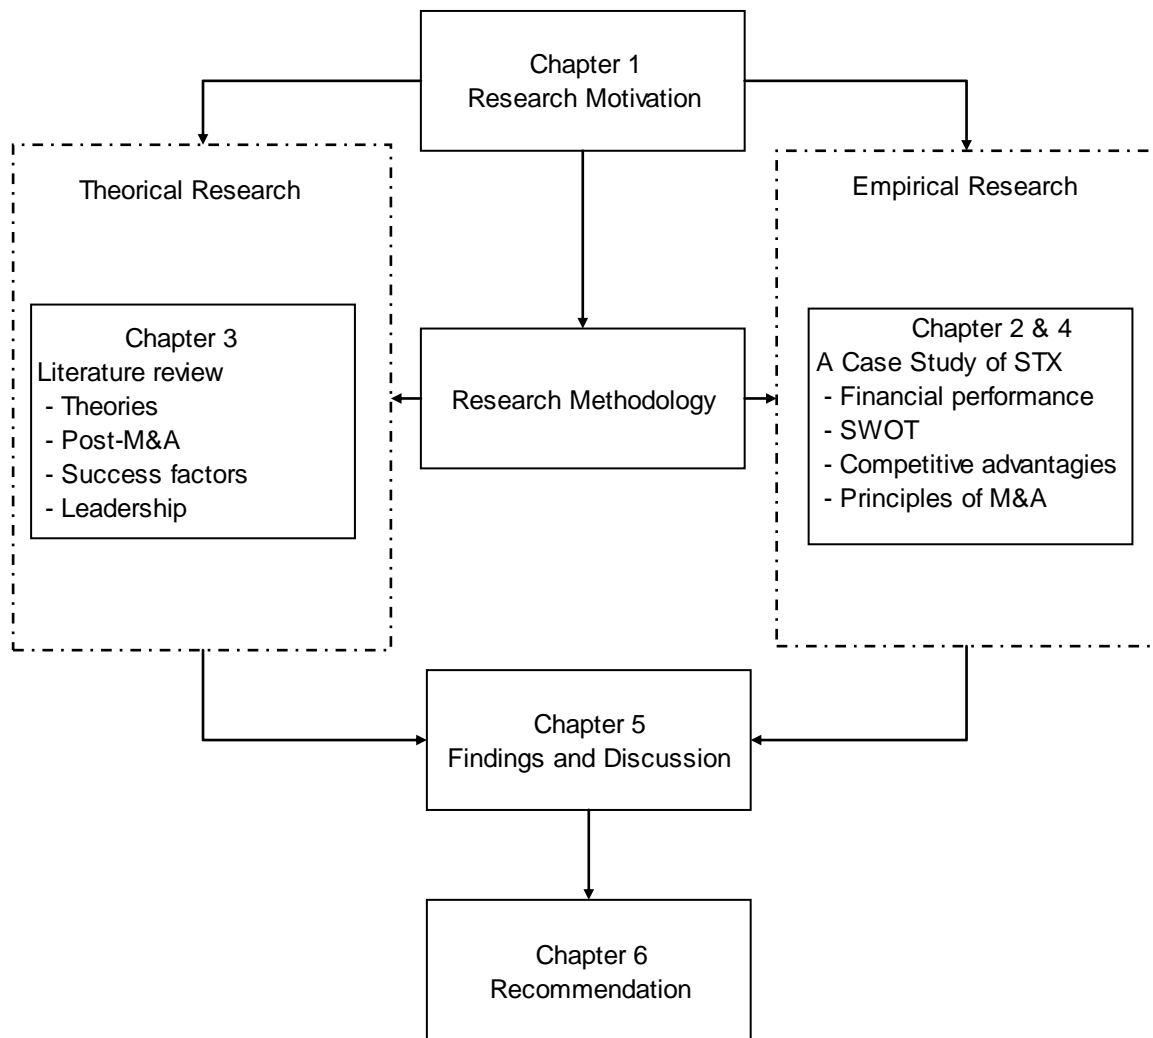 Chapter 1
Research Motivation
Theorical Research
Empirical Research
Chapter 3
Literature review
- Theories
- Post-M&A
- Success factors
- Leadership
Research Methodology
Chapter 2 & 4
A Case Study of STX
- Financial performance
- SWOT
- Competitive advantagies
- Principles of M&A
Chapter 5
Findings and Discussion
Chapter 6
Recommendation